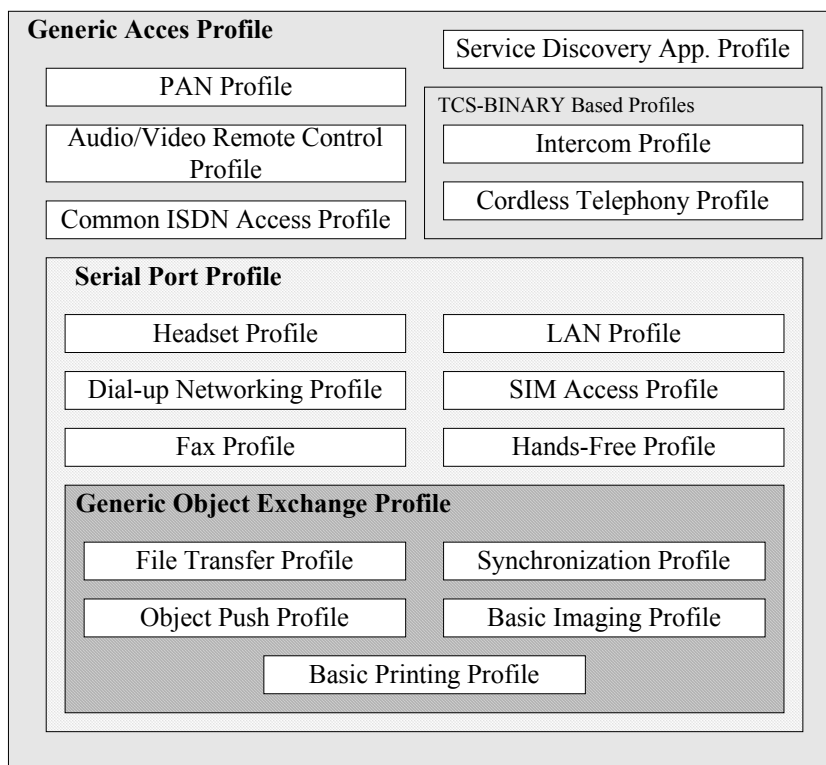 Generic Acces Profile
Service Discovery App. Profile
PAN Profile
TCS-BINARY Based Profiles
Audio/Video Remote Control
Profile
Intercom Profile
Common ISDN Access Profile
Cordless Telephony Profile
Serial Port Profile
Headset Profile
LAN Profile
Dial-up Networking Profile
SIM Access Profile
Fax Profile
Hands-Free Profile
Generic Object Exchange Profile
File Transfer Profile
Synchronization Profile
Object Push Profile
Basic Imaging Profile
Basic Printing Profile